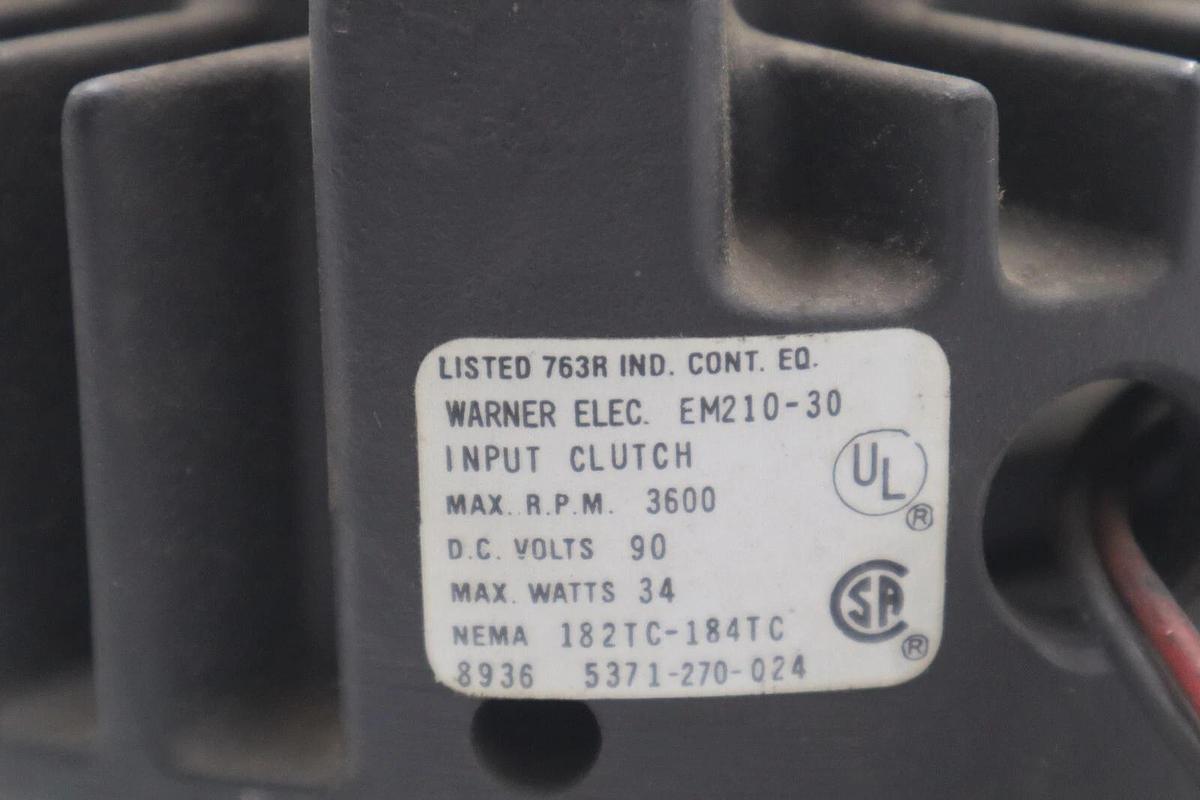 LISTED 763R IND. CONT. EQ.
WARNER ELEC. EM210-30
INPUT CLUTCH
UL
®
MAX. R.P.M. 3600
D.C. VOLTS 90
MAX. WATTS 34
SA
®
NEMA 182TC-184TC
8936 5371-270-024